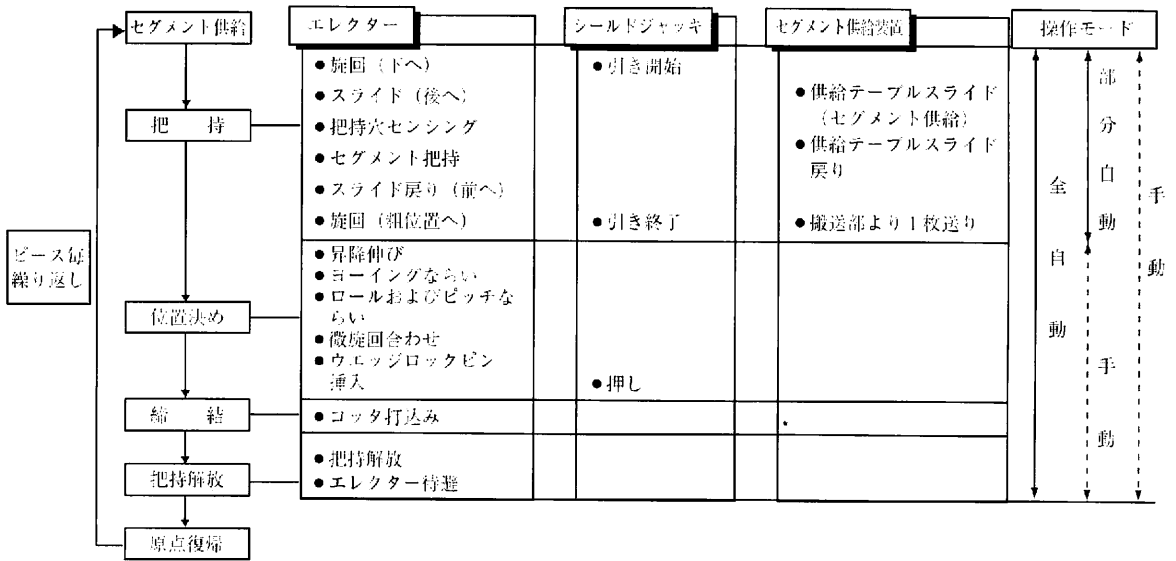 セグメント供給
エレクター
シールドジャッキ
セグメント供給装置
操作モード
●旋回（下へ）
●スライド（後へ）
把　持
●把持穴センシング
●セグメント把持
●スライド戻り（前へ）
●旋回（粗位置へ）
●引き開始
●引き終了
●供給テーブルスライド
（セグメント供給）
●供給テーブルスライド
戻り
●搬送部より1枚送り
ピース毎
繰り返し
位置決め
●昇降伸び
●ヨーイングならい
●ロールおよびピッチな
らい
●微旋回合わせ
●ウエッジロックピン
挿入
●押し
締　結
●コッタ打込み
把持解放
●把持解放
●エレクター待避
原点復帰
全自動
部分自動
手動
手動